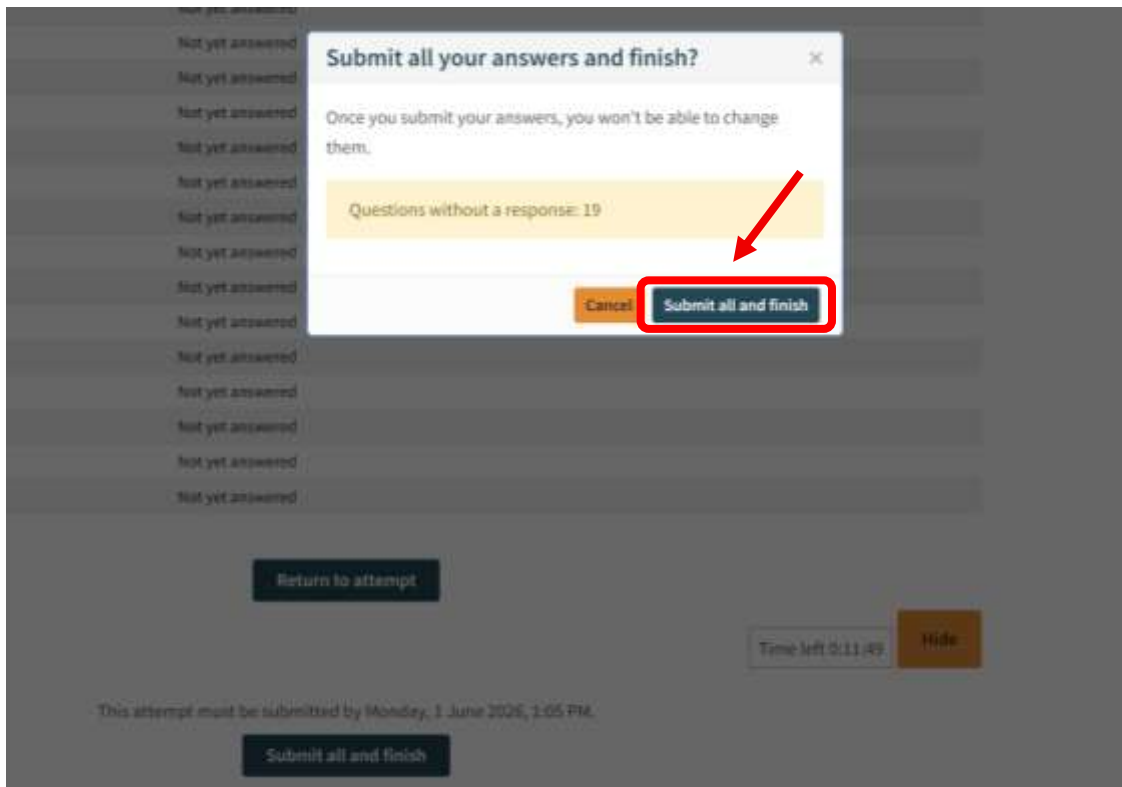 Not yet answered
Not yet answered
Submit all your answers and finish?
×
Not yet answered
Not yet answered
Once you submit your answers, you won't be able to change
them.
Not yet answered
Not yet answered
Not yet answered
Questions without a response: 19
Not yet answered
Not yet answered
Not yet answered
Cancel
Submit all and finish
Not yet answered
Not yet answered
Not yet answered
Not yet answered
Not yet answered
Return to attempt
Time left 0:11:49
Hide
This attempt must be submitted by Monday, 1 June 2026, 1:05 PM.
Submit all and finish